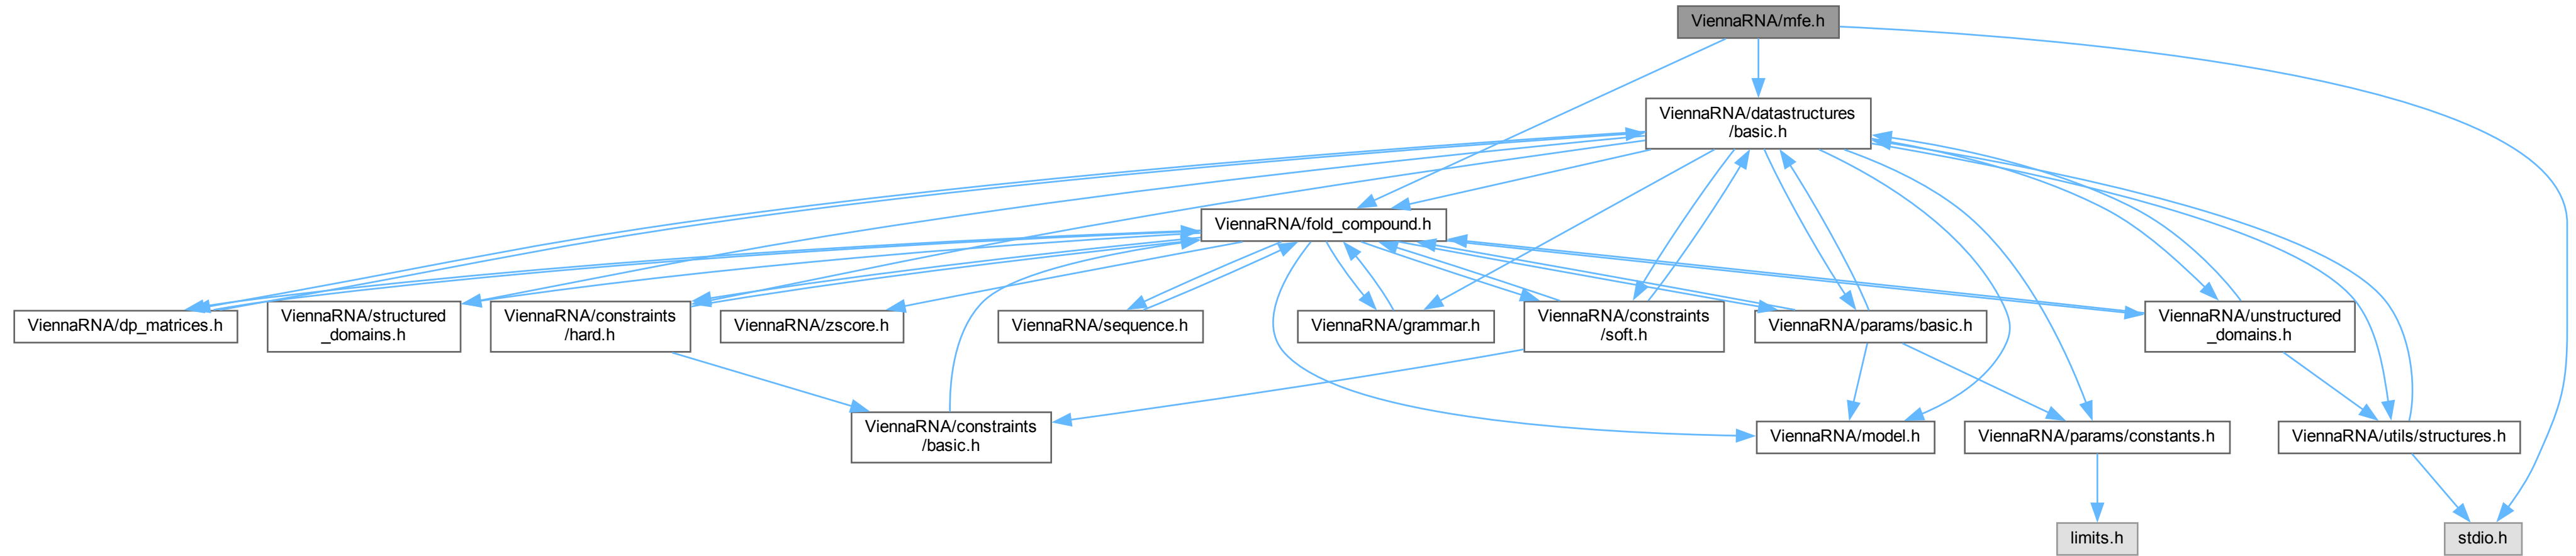 ViennaRNA/mfe.h
ViennaRNA/datastructures
/basic.h
ViennaRNA/fold_compound.h
ViennaRNA/dp_matrices.h
ViennaRNA/structured
_domains.h
ViennaRNA/constraints
/hard.h
ViennaRNA/zscore.h
ViennaRNA/sequence.h
ViennaRNA/grammar.h
ViennaRNA/constraints
/soft.h
ViennaRNA/params/basic.h
ViennaRNA/unstructured
_domains.h
ViennaRNA/constraints
/basic.h
ViennaRNA/model.h
ViennaRNA/params/constants.h
ViennaRNA/utils/structures.h
limits.h
stdio.h